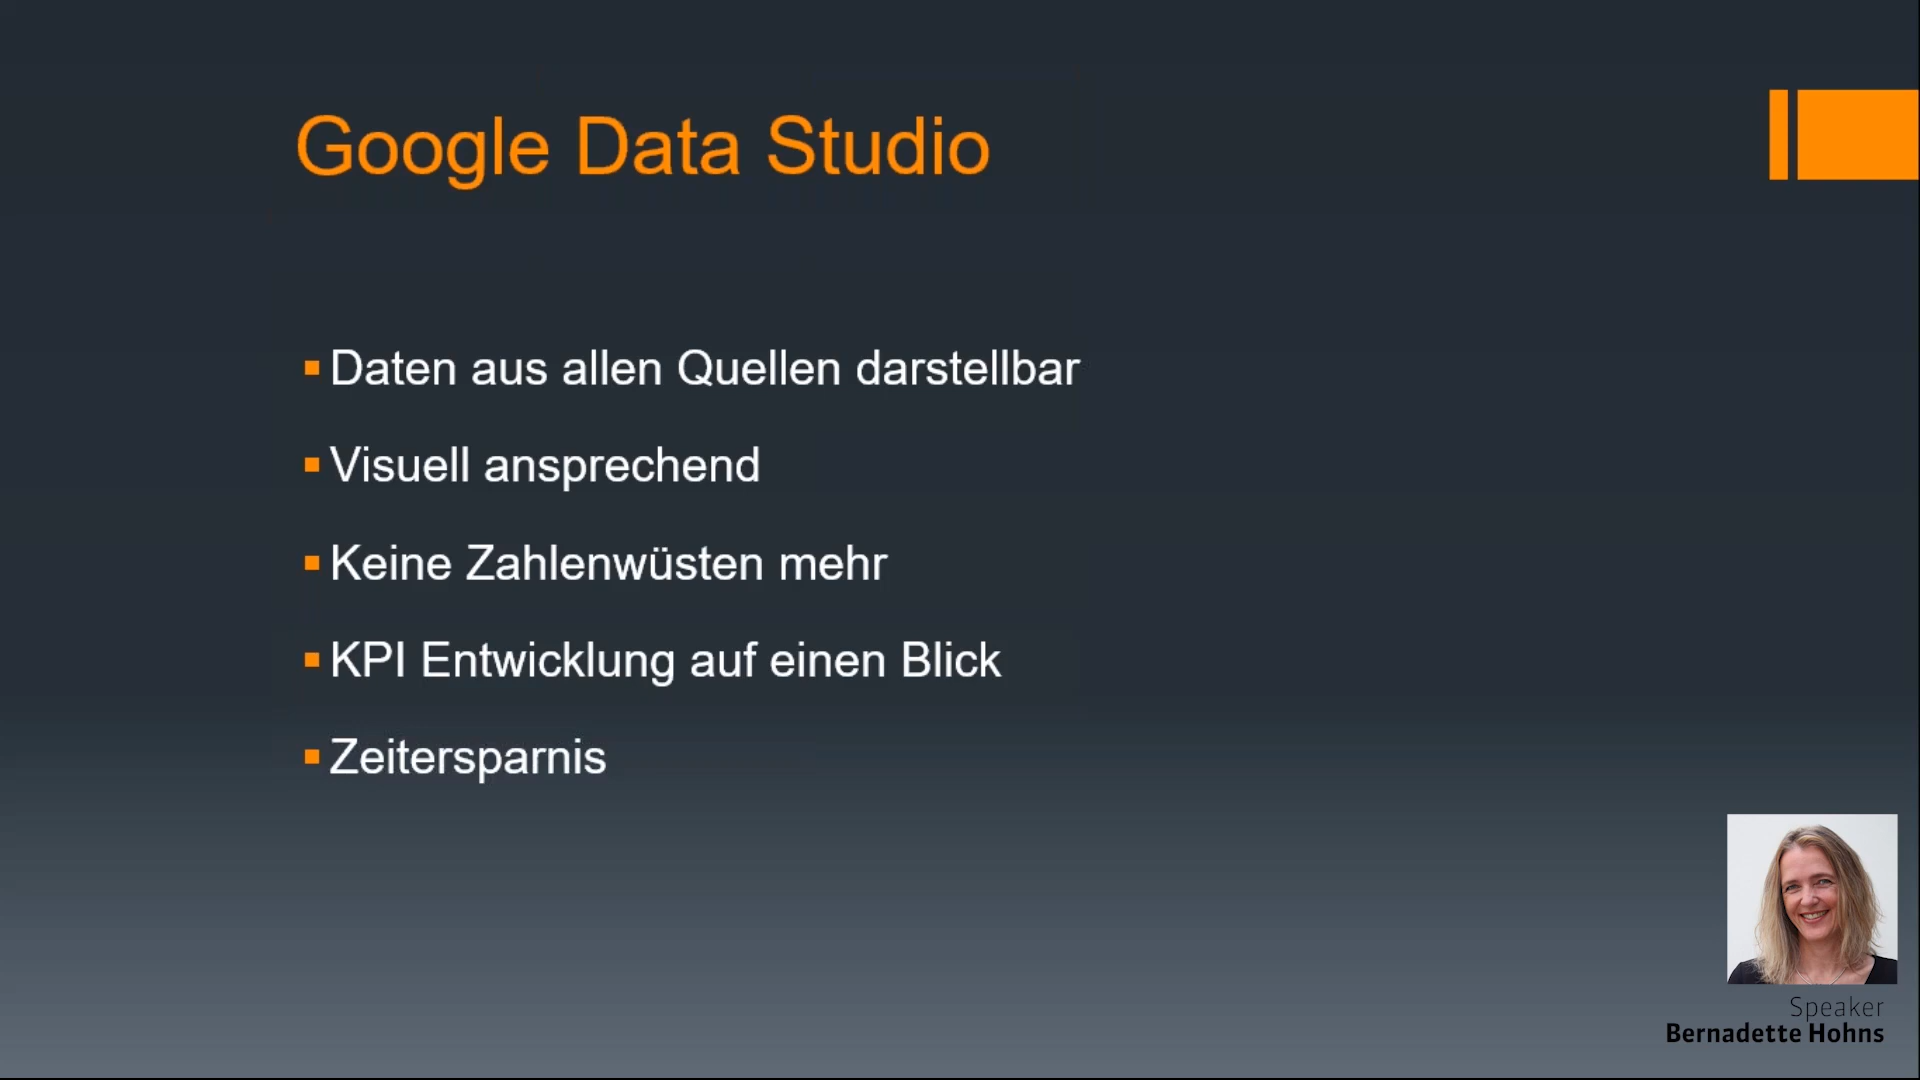 Google Data Studio
Daten aus allen Quellen darstellbar
Visuell ansprechend
Keine Zahlenwüsten mehr
KPI Entwicklung auf einen Blick
Zeitersparnis
Speaker
Bernadette Hohns